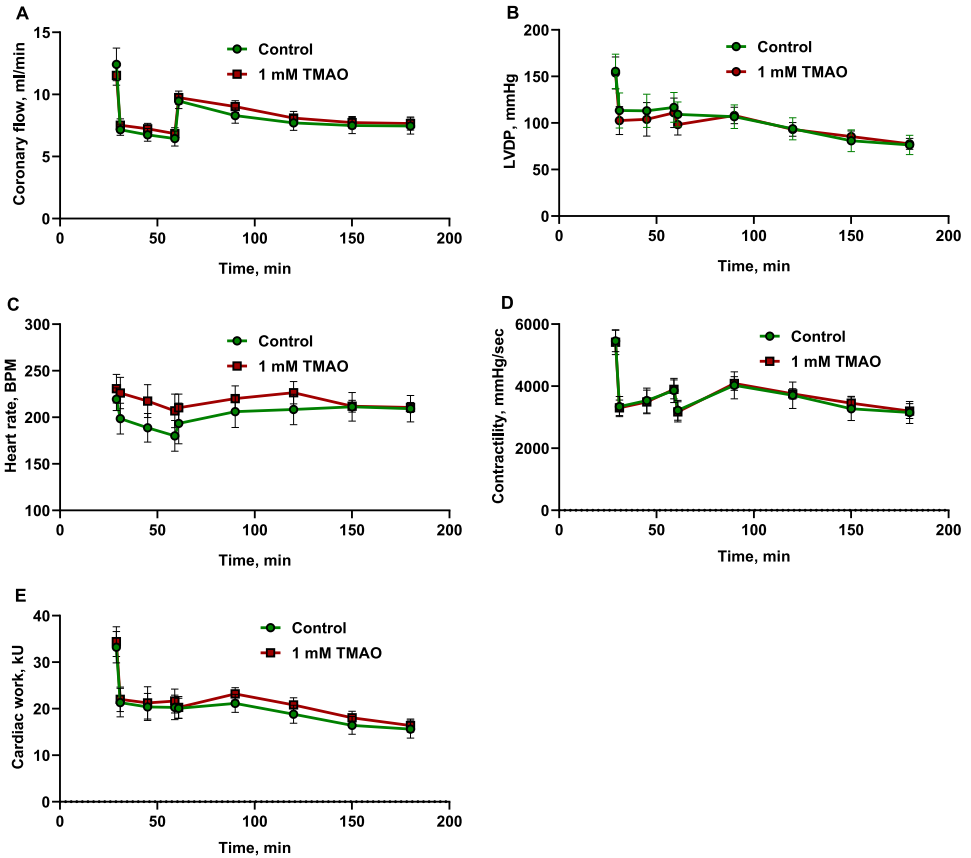 A
Coronary flow, ml/min
15
10
5
0
0 50 100 150 200
Time, min
Control
1 mM TMAO
B
LVDP, mmHg
200
150
100
50
0
0 50 100 150 200
Time, min
Control
1 mM TMAO
C
Heart rate, BPM
300
250
200
150
100
0 50 100 150 200
Time, min
Control
1 mM TMAO
D
Contractility, mmHg/sec
6000
4000
2000
0
0 50 100 150 200
Time, min
Control
1 mM TMAO
E
Cardiac work, kU
40
30
20
10
0
0 50 100 150 200
Time, min
Control
1 mM TMAO